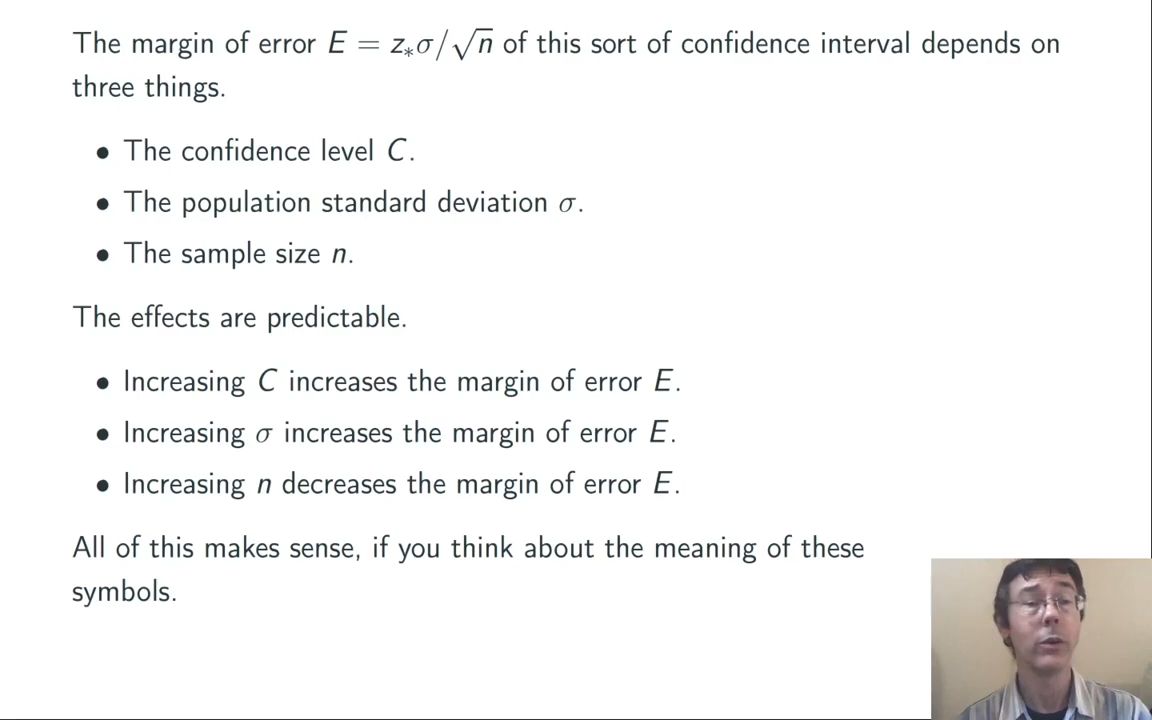 The margin of error E = z∗σ/√n of this sort of confidence interval depends on
three things.
• The confidence level C.
• The population standard deviation σ.
• The sample size n.
The effects are predictable.
• Increasing C increases the margin of error E.
• Increasing σ increases the margin of error E.
• Increasing n decreases the margin of error E.
All of this makes sense, if you think about the meaning of these
symbols.